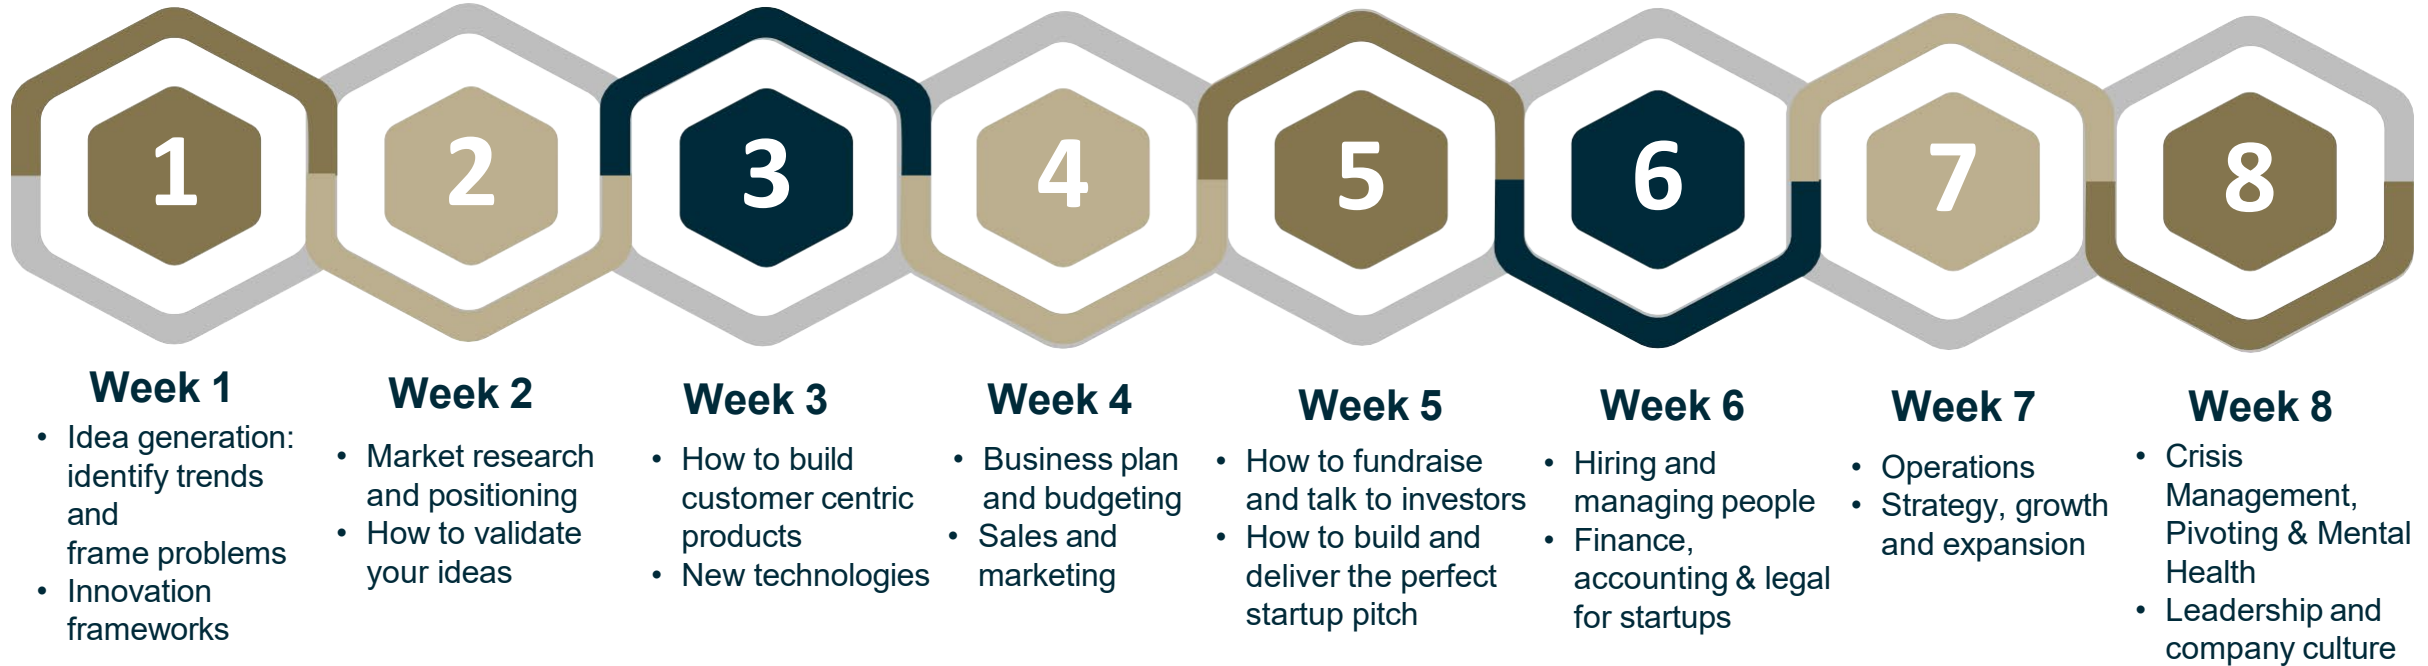 1
2
3
4
5
6
7
8
Week 1
• Idea generation:
identify trends
and
frame problems
• Innovation
frameworks
Week 2
• Market research
and positioning
• How to validate
your ideas
Week 3
• How to build
customer centric
products
• New technologies
Week 4
• Business plan
and budgeting
• Sales and
marketing
Week 5
• How to fundraise
and talk to investors
• How to build and
deliver the perfect
startup pitch
Week 6
• Hiring and
managing people
• Finance,
accounting & legal
for startups
Week 7
• Operations
• Strategy, growth
and expansion
Week 8
• Crisis
Management,
Pivoting & Mental
Health
• Leadership and
company culture